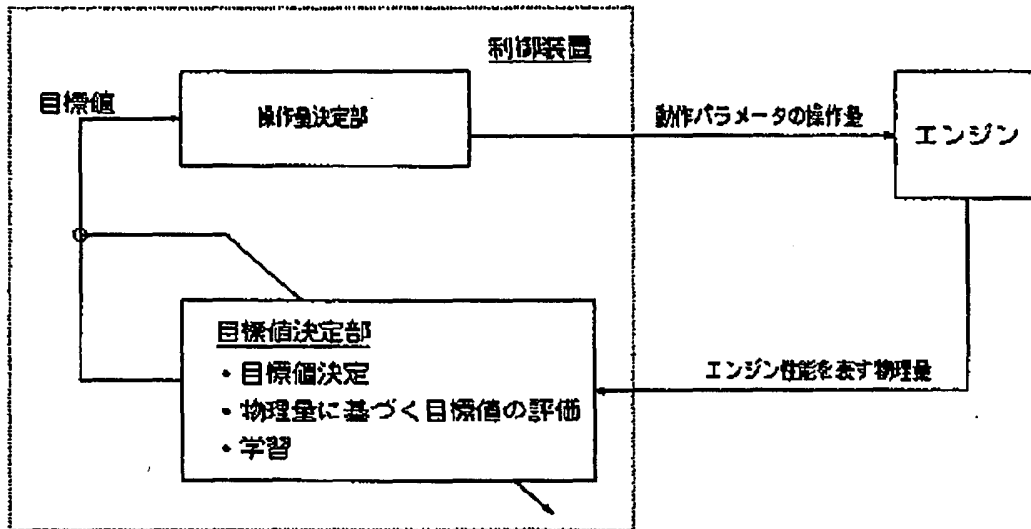 制御装置
目標値
操作量決定部
動作パラメータの操作量
エンジン
目標値決定部
・目標値決定
・物理量に基づく目標値の評価
・学習
エンジン性能を表す物理量